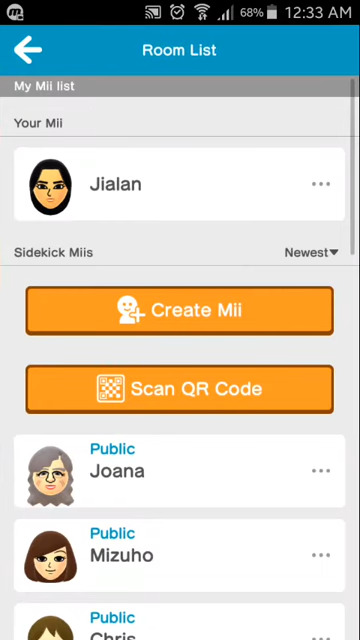 68% 12:33 AM
Room List
My Mii list
Your Mii
Jialan
Sidekick Miis Newest
Create Mii
Scan QR Code
Public
Joana
Public
Mizuho
Public
Chris